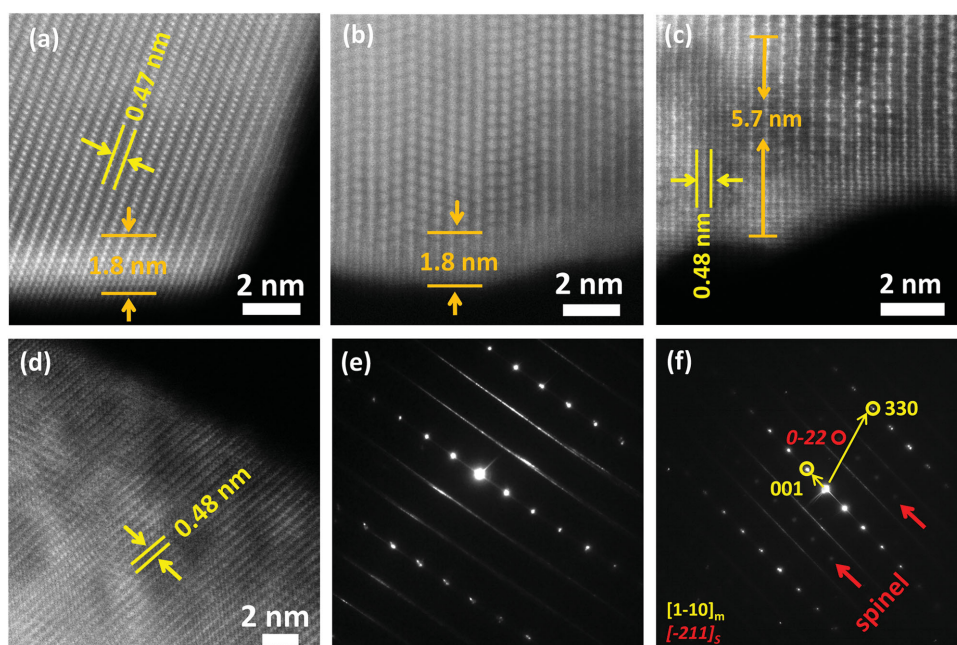 (a)
0.47 nm
1.8 nm
2 nm
(b)
1.8 nm
2 nm
(c)
5.7 nm
0.48 nm
2 nm
(d)
0.48 nm
2 nm
(e)
(f)
330
0-22
001
spinel
[1-10]m
[-211]s